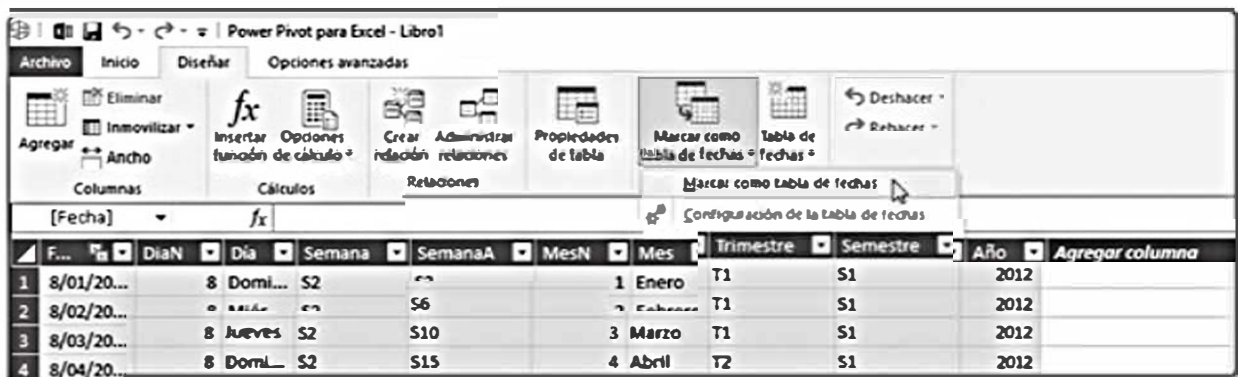 Power Pivot para Excel - Libro1
Archivo Inicio Diseñar Opciones avanzadas
Agregar Eliminar Inmovilizar Ancho
Insertar función Opciones de cálculo
Crear relación Administrar relaciones
Propiedades de tabla
Marcar como tabla de fechas
Tabla de fechas
Deshacer
Rehacer
Columnas Cálculos Relaciones
Marcar como tabla de fechas
Configuración de la tabla de fechas
[Fecha] fx
F... DiaN Día Semana SemanaA MesN Mes Trimestre Semestre Año Agregar columna
1 8/01/20... 8 Domi... S2 1 Enero T1 S1 2012
2 8/02/20... S6 T1 S1 2012
3 8/03/20... 8 Jueves S2 S10 3 Marzo T1 S1 2012
4 8/04/20... 8 Domi... S2 S15 4 Abril T2 S1 2012